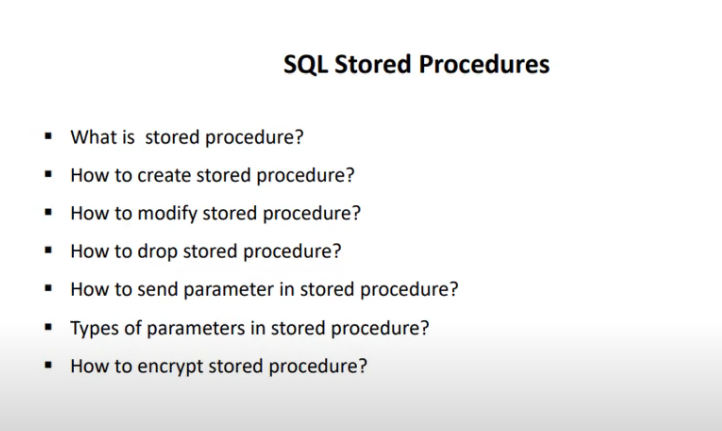 SQL Stored Procedures
▪ What is stored procedure?
▪ How to create stored procedure?
▪ How to modify stored procedure?
▪ How to drop stored procedure?
▪ How to send parameter in stored procedure?
▪ Types of parameters in stored procedure?
▪ How to encrypt stored procedure?